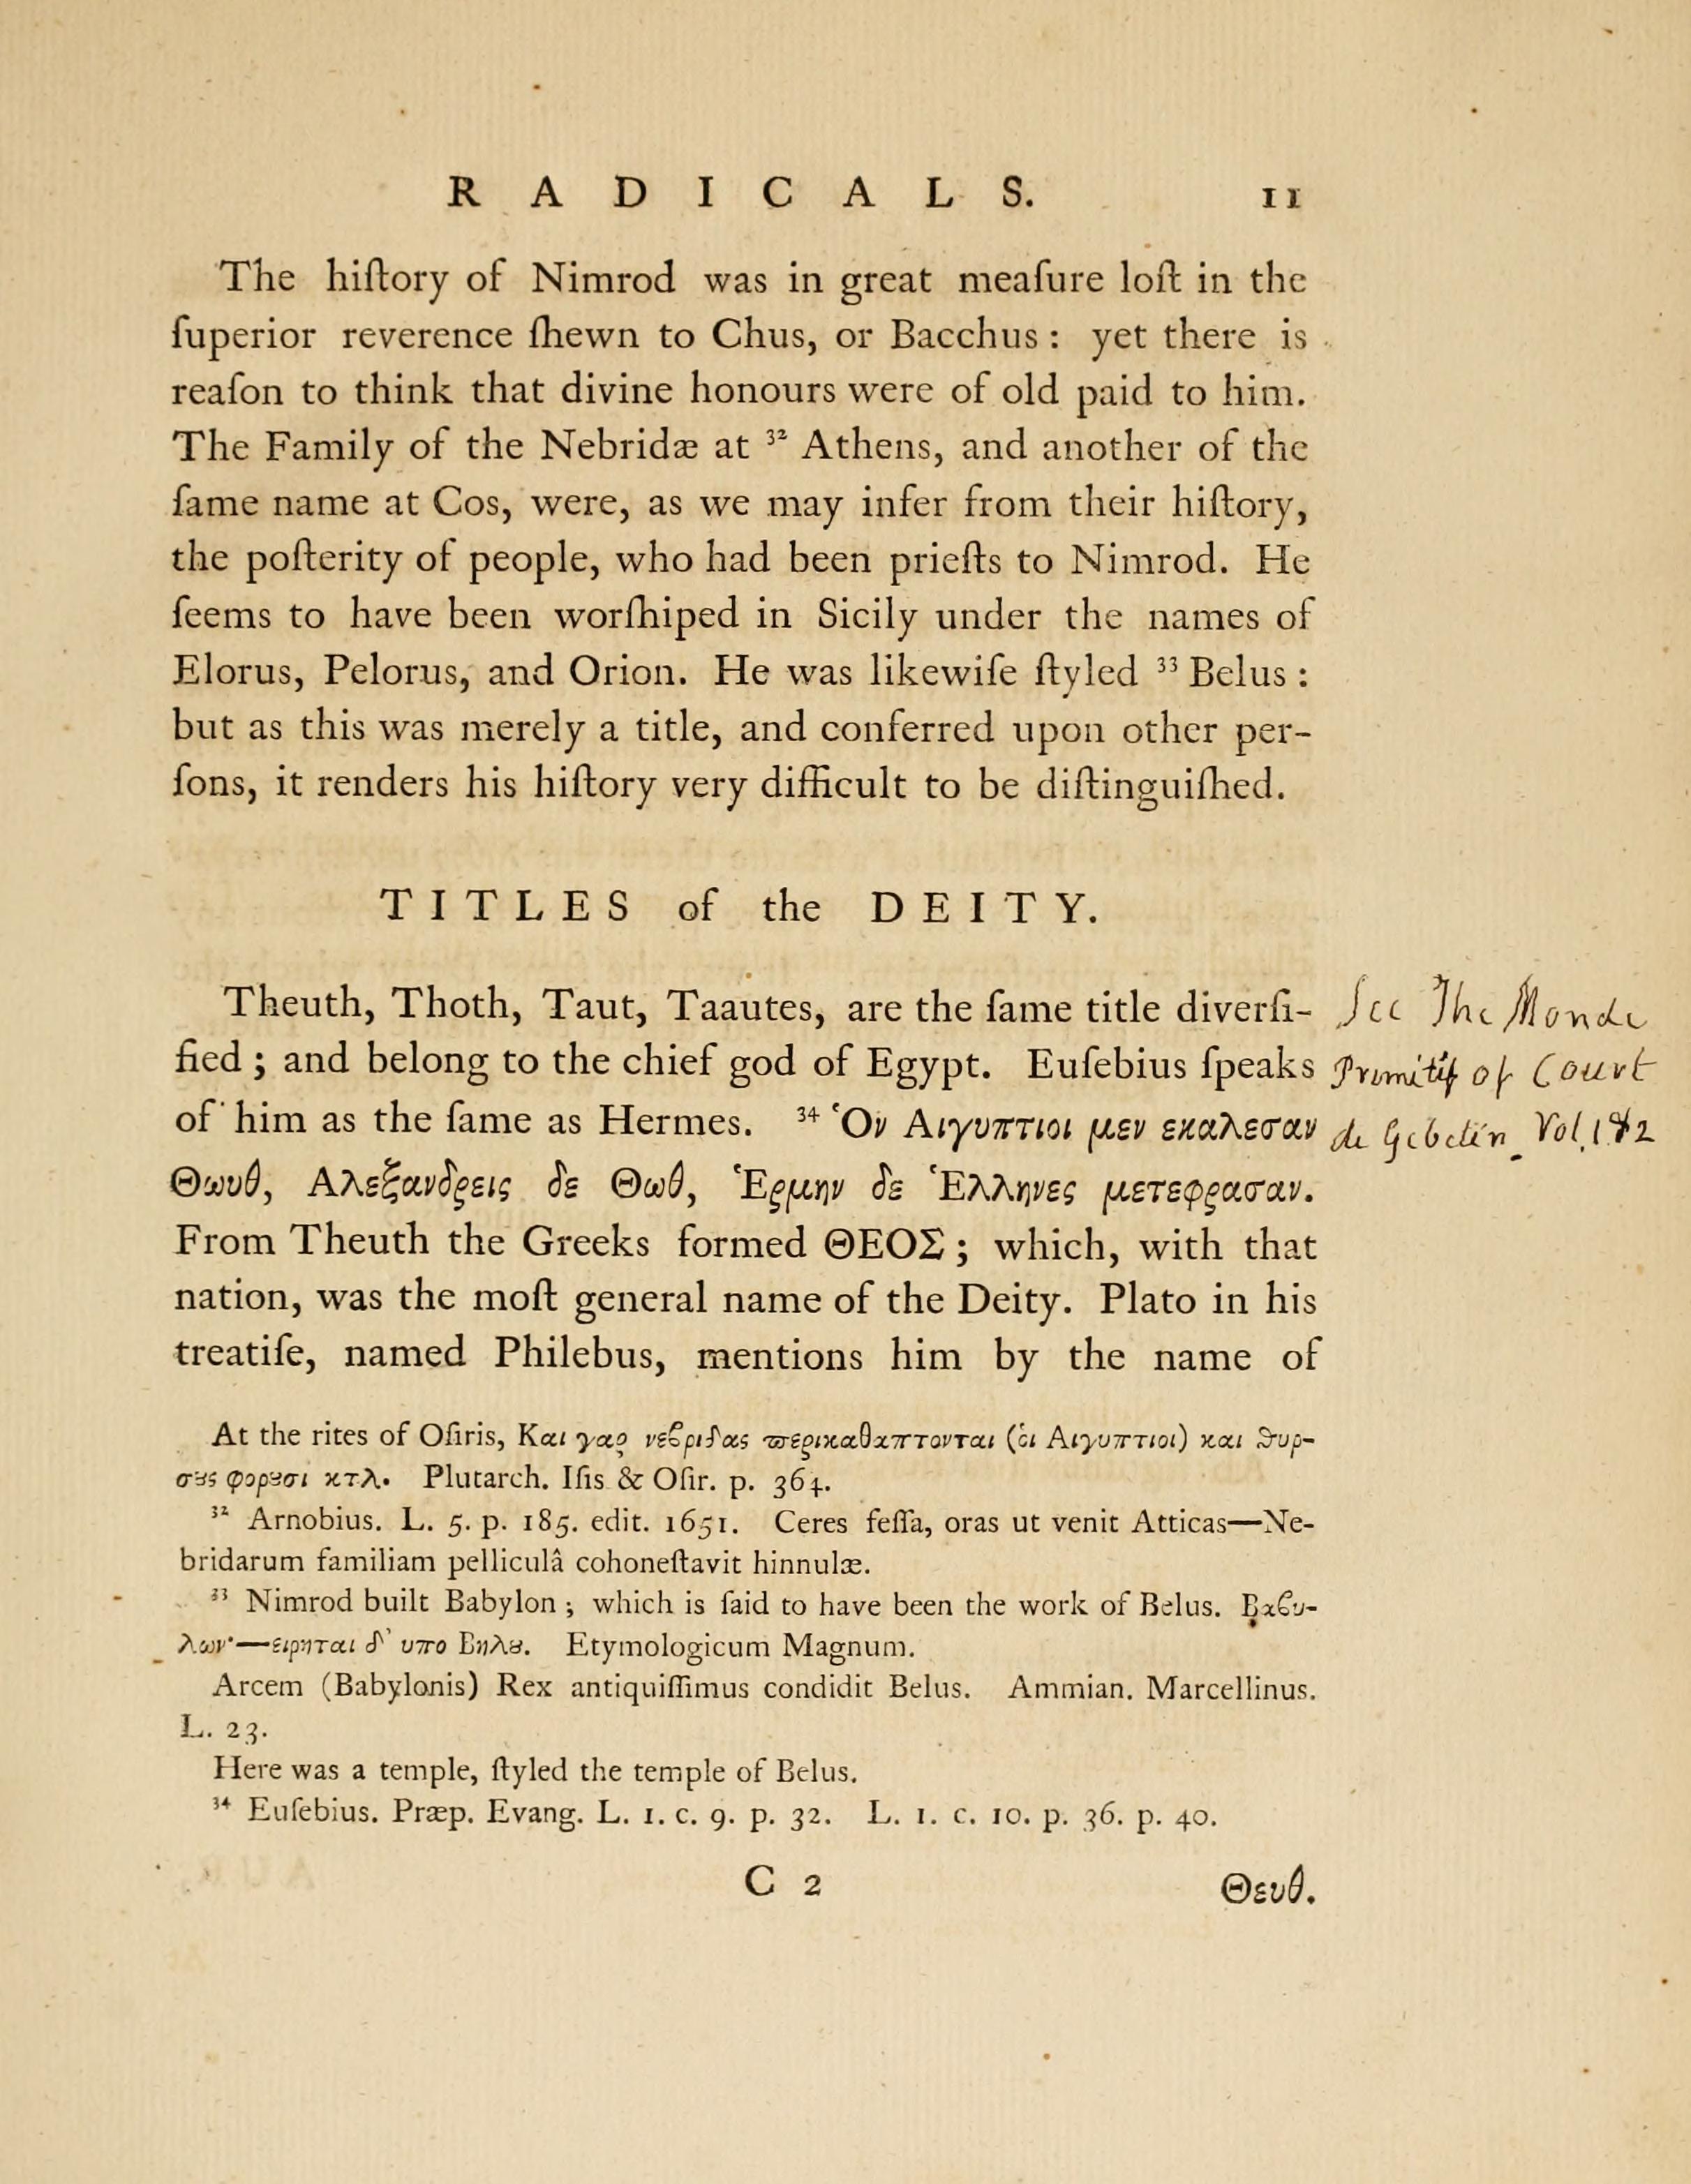 RADICALS. 11
The hiſtory of Nimrod was in great meaſure loſt in the
ſuperior reverence ſhewn to Chus, or Bacchus : yet there is
reaſon to think that divine honours were of old paid to him.
The Family of the Nebridæ at ³² Athens, and another of the
ſame name at Cos, were, as we may infer from their hiſtory,
the poſterity of people, who had been prieſts to Nimrod. He
ſeems to have been worſhiped in Sicily under the names of
Elorus, Pelorus, and Orion. He was likewiſe ſtyled ³³ Belus :
but as this was merely a title, and conferred upon other per-
ſons, it renders his hiſtory very difficult to be diſtinguiſhed.
TITLES of the DEITY.
Theuth, Thoth, Taut, Taautes, are the ſame title diverſi-
fied ; and belong to the chief god of Egypt. Euſebius ſpeaks
of him as the ſame as Hermes. ³⁴ Ὁν Αιγυπτιοι μεν εκαλεσαν
Θωυθ, Αλεξανδρεις δε Θωθ, Ἑρμην δε Ἑλληνες μετεφρασαν.
From Theuth the Greeks formed ΘΕΟΣ ; which, with that
nation, was the moſt general name of the Deity. Plato in his
treatiſe, named Philebus, mentions him by the name of
See The Monde
Primitif of Court
de Gebelin Vol. 1 & 2
At the rites of Oſiris, Και γαρ νεϐριδας ϖερικαθαπτονται (ὁι Αιγυπτιοι) και ϑυρ-
σȣς φορȣσι κτλ. Plutarch. Iſis & Oſir. p. 364.
³² Arnobius. L. 5. p. 185. edit. 1651. Ceres feſſa, oras ut venit Atticas—Ne-
bridarum familiam pelliculâ cohoneſtavit hinnulæ.
³³ Nimrod built Babylon ; which is ſaid to have been the work of Belus. Βαϐυ-
λων·—ειρηται δ’ υπο Βηλȣ. Etymologicum Magnum.
Arcem (Babylonis) Rex antiquiſſimus condidit Belus. Ammian. Marcellinus.
L. 23.
Here was a temple, ſtyled the temple of Belus.
³⁴ Euſebius. Præp. Evang. L. 1. c. 9. p. 32. L. 1. c. 10. p. 36. p. 40.
C 2 Θευθ.